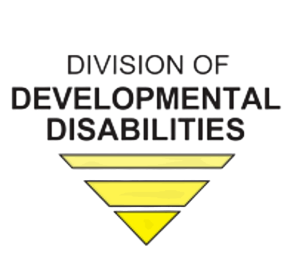 DIVISION OF
DEVELOPMENTAL
DISABILITIES